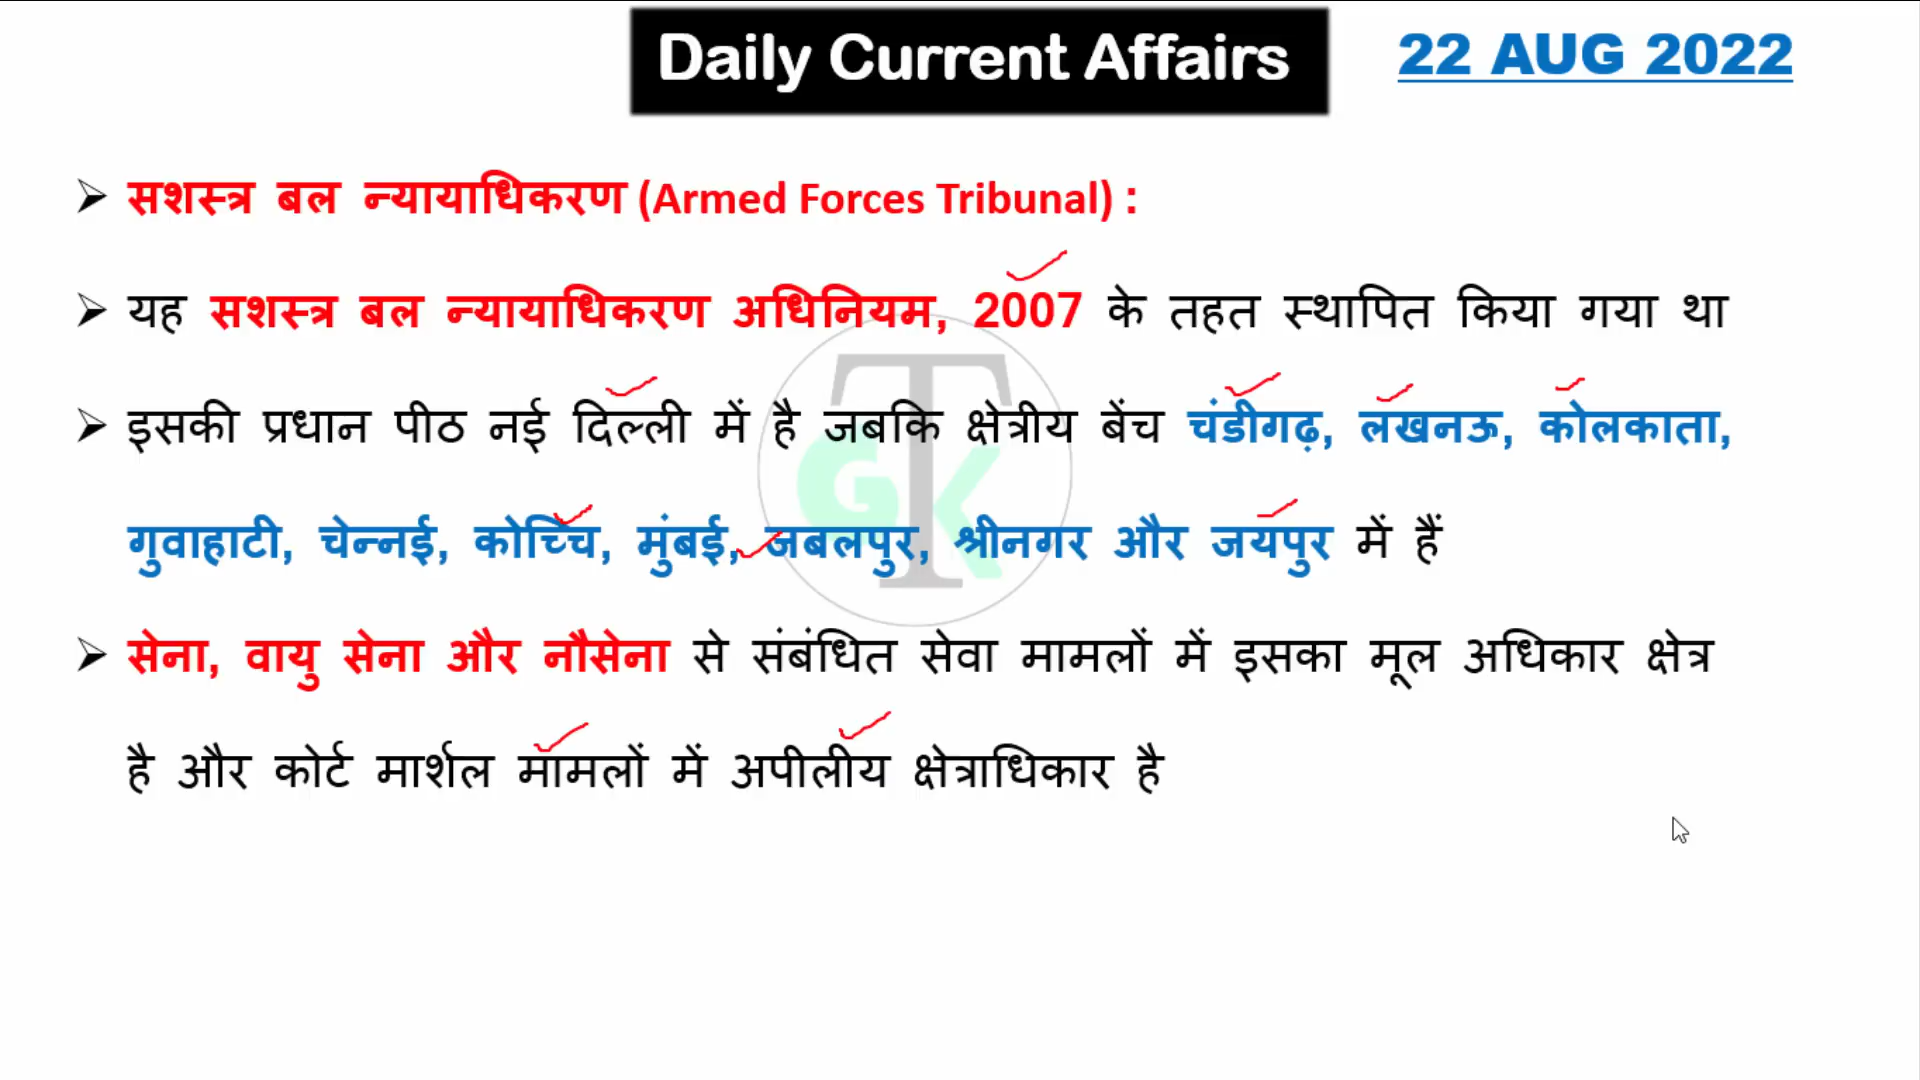 Daily Current Affairs 22 AUG 2022
➢ सशस्त्र बल न्यायाधिकरण (Armed Forces Tribunal) :
➢ यह सशस्त्र बल न्यायाधिकरण अधिनियम, 2007 के तहत स्थापित किया गया था
➢ इसकी प्रधान पीठ नई दिल्ली में है जबकि क्षेत्रीय बेंच चंडीगढ़, लखनऊ, कोलकाता,
गुवाहाटी, चेन्नई, कोच्चि, मुंबई, जबलपुर, श्रीनगर और जयपुर में हैं
➢ सेना, वायु सेना और नौसेना से संबंधित सेवा मामलों में इसका मूल अधिकार क्षेत्र
है और कोर्ट मार्शल मामलों में अपीलीय क्षेत्राधिकार है
GTK